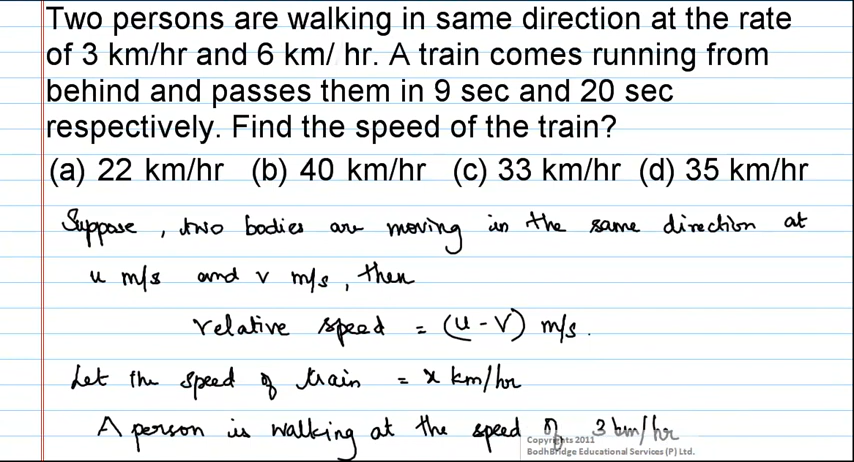 Two persons are walking in same direction at the rate
of 3 km/hr and 6 km/ hr. A train comes running from
behind and passes them in 9 sec and 20 sec
respectively. Find the speed of the train?
(a) 22 km/hr (b) 40 km/hr (c) 33 km/hr (d) 35 km/hr
Suppose , two bodies are moving in the same direction at
u m/s and v m/s , then
relative speed = (u - v) m/s .
Let the speed of train = x km/hr
A person is walking at the speed of 3 km/hr
Copyrights 2011
BodhBridge Educational Services (P) Ltd.